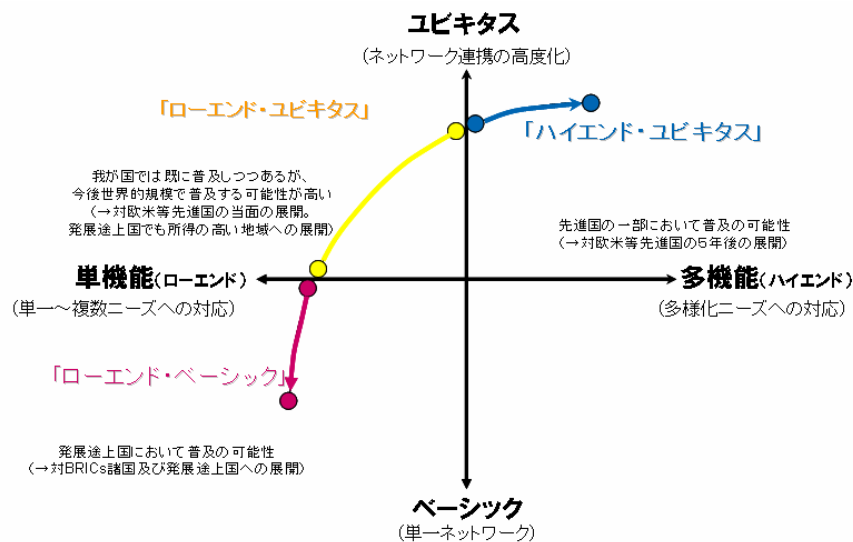 ユビキタス
(ネットワーク連携の高度化)
「ローエンド・ユビキタス」
「ハイエンド・ユビキタス」
我が国では既に普及しつつあるが、
今後世界的規模で普及する可能性が高い
(→対欧米等先進国の当面の展開。
発展途上国でも所得の高い地域への展開)
先進国の一部において普及の可能性
(→対欧米等先進国の5年後の展開)
単機能(ローエンド)
(単一～複数ニーズへの対応)
多機能(ハイエンド)
(多様化ニーズへの対応)
「ローエンド・ベーシック」
発展途上国において普及の可能性
(→対BRICs諸国及び発展途上国への展開)
ベーシック
(単一ネットワーク)